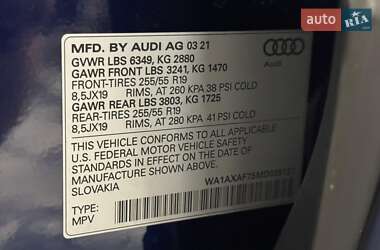 auto RIA.com
MFD. BY AUDI AG 03 21
GVWR LBS 6349, KG 2880
GAWR FRONT LBS 3241, KG 1470
FRONT-TIRES 255/55 R19
8,5JX19 RIMS, AT 260 KPA 38 PSI COLD
GAWR REAR LBS 3803, KG 1725
REAR-TIRES 255/55 R19
8,5JX19 RIMS, AT 280 KPA 41 PSI COLD
THIS VEHICLE CONFORMS TO ALL APPLICABLE
U.S. FEDERAL MOTOR VEHICLE SAFETY
STANDARDS IN EFFECT ON THE DATE OF
MANUFACTURE SHOWN ABOVE.
SLOVAKIA
TYPE:
MPV